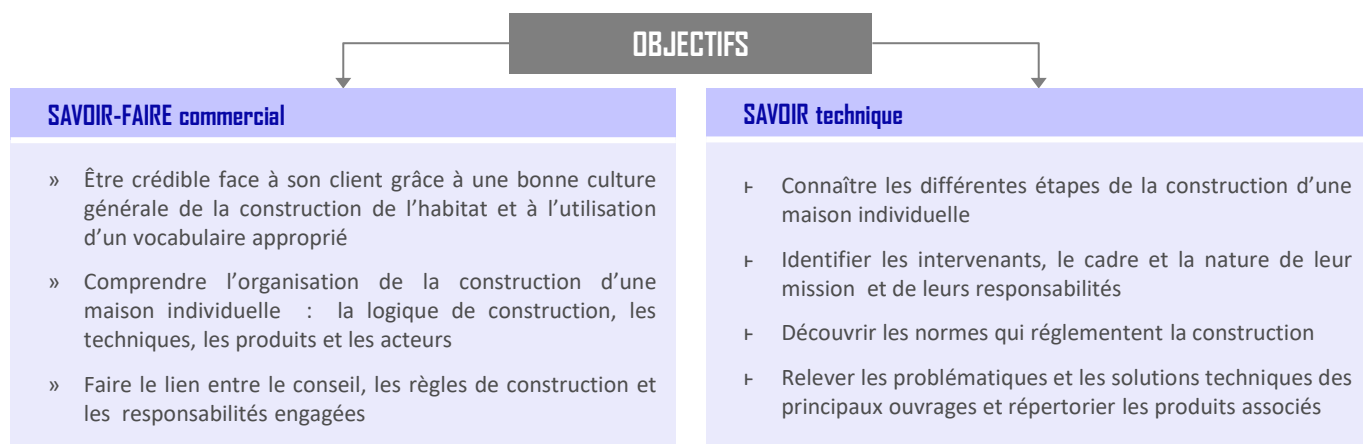 OBJECTIFS
SAVOIR-FAIRE commercial
» Être crédible face à son client grâce à une bonne culture
générale de la construction de l’habitat et à l’utilisation
d’un vocabulaire approprié
» Comprendre l’organisation de la construction d’une
maison individuelle : la logique de construction, les
techniques, les produits et les acteurs
» Faire le lien entre le conseil, les règles de construction et
les responsabilités engagées
SAVOIR technique
⊦ Connaître les différentes étapes de la construction d’une
maison individuelle
⊦ Identifier les intervenants, le cadre et la nature de leur
mission et de leurs responsabilités
⊦ Découvrir les normes qui réglementent la construction
⊦ Relever les problématiques et les solutions techniques des
principaux ouvrages et répertorier les produits associés